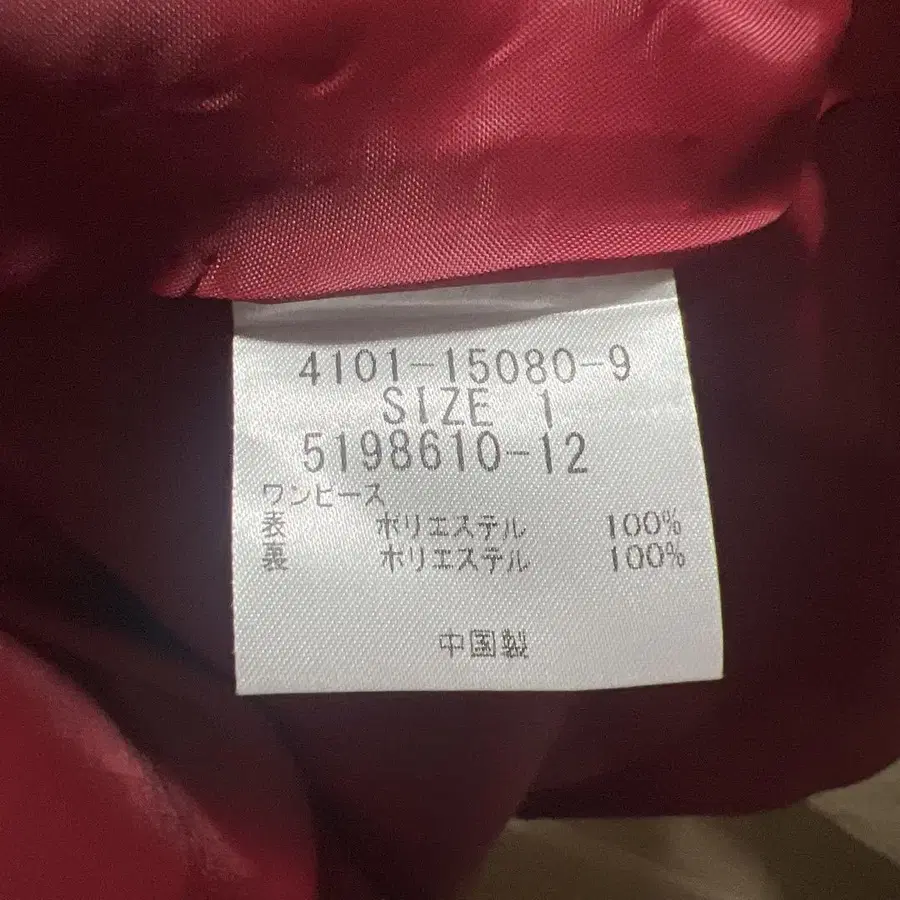 4101-15080-9
SIZE 1
5198610-12
ワンピース
表 ポリエステル 100%
裏 ポリエステル 100%
中国製